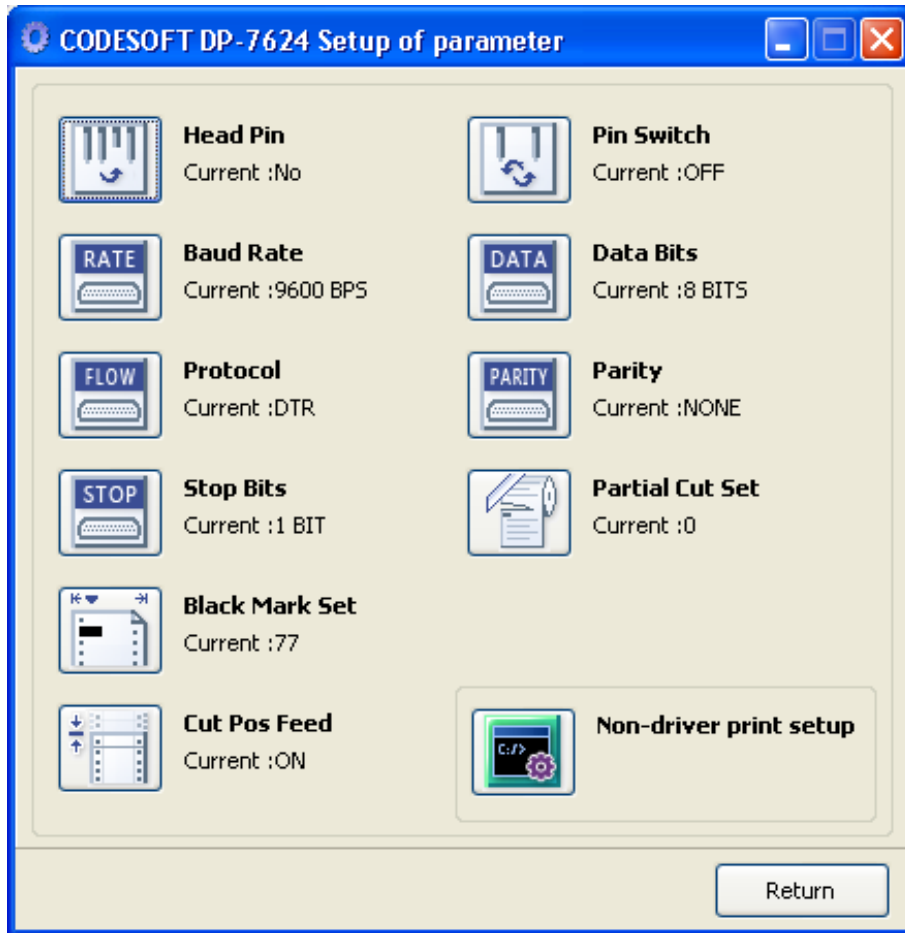 CODESOFT DP-7624 Setup of parameter
Head Pin
Current :No
Pin Switch
Current :OFF
RATE
Baud Rate
Current :9600 BPS
DATA
Data Bits
Current :8 BITS
FLOW
Protocol
Current :DTR
PARITY
Parity
Current :NONE
STOP
Stop Bits
Current :1 BIT
Partial Cut Set
Current :0
Black Mark Set
Current :77
Cut Pos Feed
Current :ON
C:/>
Non-driver print setup
Return